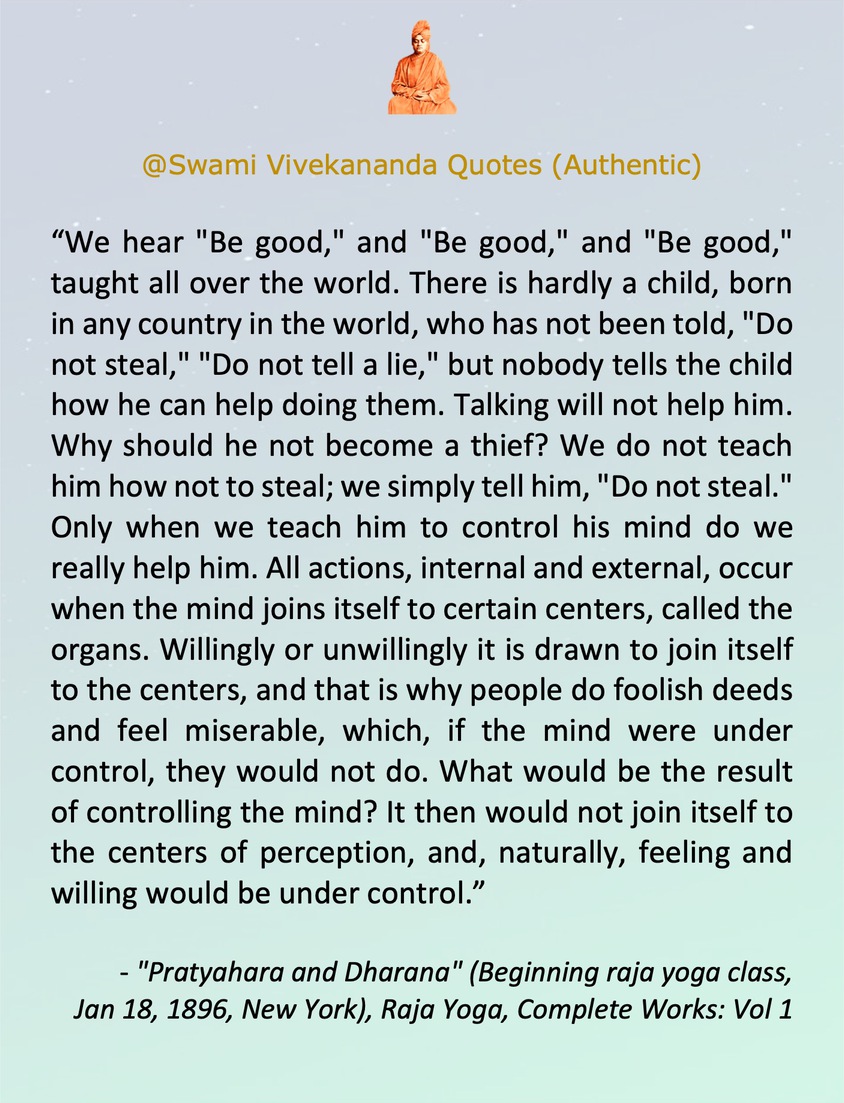 @Swami Vivekananda Quotes (Authentic)
“We hear "Be good," and "Be good," and "Be good,"
taught all over the world. There is hardly a child, born
in any country in the world, who has not been told, "Do
not steal," "Do not tell a lie," but nobody tells the child
how he can help doing them. Talking will not help him.
Why should he not become a thief? We do not teach
him how not to steal; we simply tell him, "Do not steal."
Only when we teach him to control his mind do we
really help him. All actions, internal and external, occur
when the mind joins itself to certain centers, called the
organs. Willingly or unwillingly it is drawn to join itself
to the centers, and that is why people do foolish deeds
and feel miserable, which, if the mind were under
control, they would not do. What would be the result
of controlling the mind? It then would not join itself to
the centers of perception, and, naturally, feeling and
willing would be under control.”
- "Pratyahara and Dharana" (Beginning raja yoga class,
Jan 18, 1896, New York), Raja Yoga, Complete Works: Vol 1